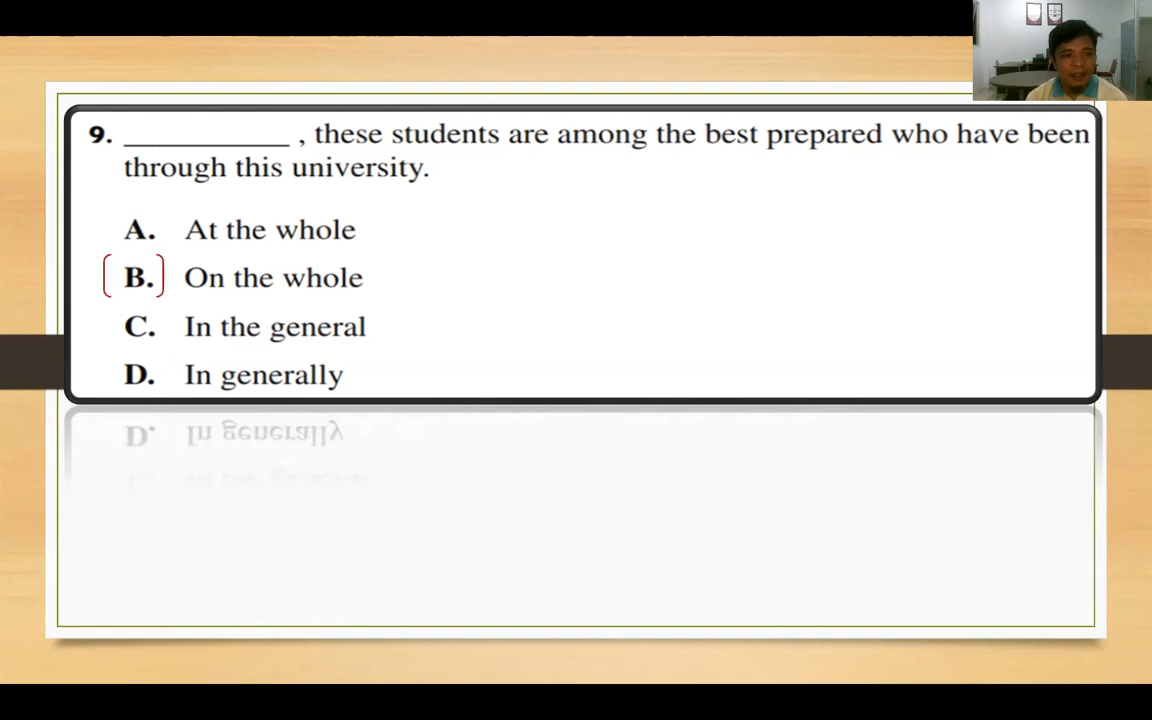 9. __________ , these students are among the best prepared who have been
through this university.
A. At the whole
B. On the whole
C. In the general
D. In generally